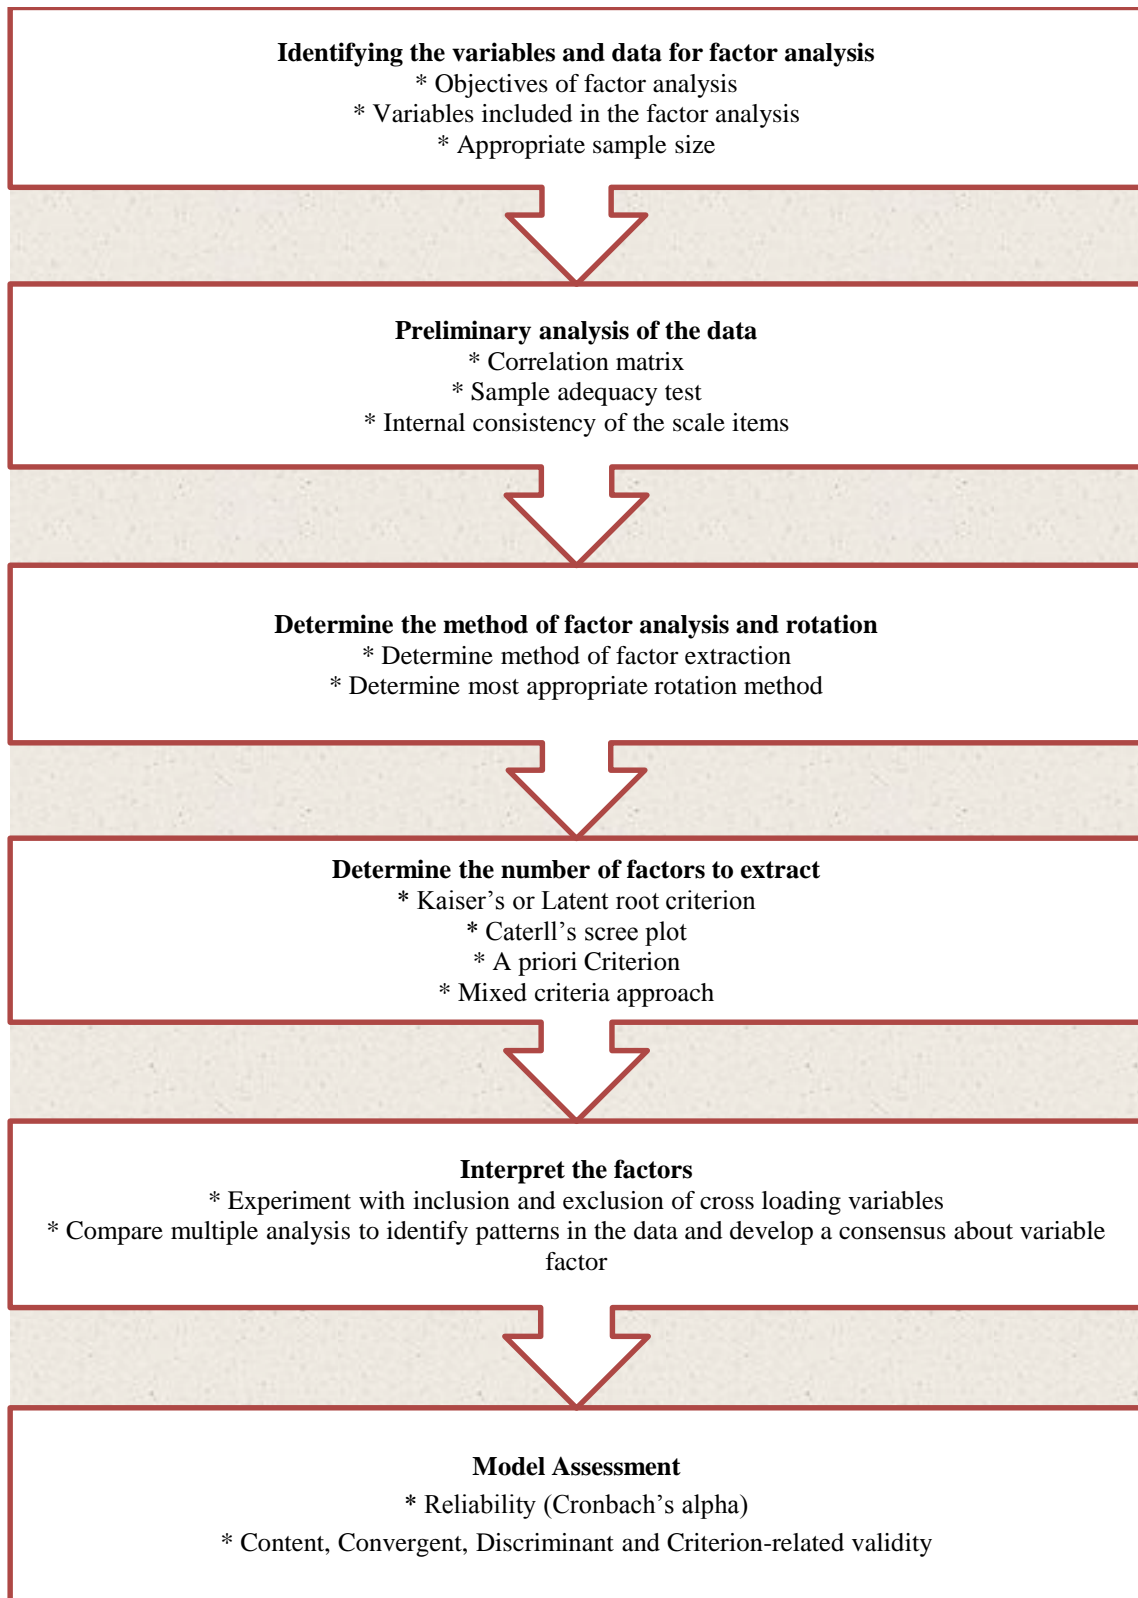 Identifying the variables and data for factor analysis
* Objectives of factor analysis
* Variables included in the factor analysis
* Appropriate sample size
Preliminary analysis of the data
* Correlation matrix
* Sample adequacy test
* Internal consistency of the scale items
Determine the method of factor analysis and rotation
* Determine method of factor extraction
* Determine most appropriate rotation method
Determine the number of factors to extract
* Kaiser’s or Latent root criterion
* Caterll’s scree plot
* A priori Criterion
* Mixed criteria approach
Interpret the factors
* Experiment with inclusion and exclusion of cross loading variables
* Compare multiple analysis to identify patterns in the data and develop a consensus about variable
factor
Model Assessment
* Reliability (Cronbach’s alpha)
* Content, Convergent, Discriminant and Criterion-related validity